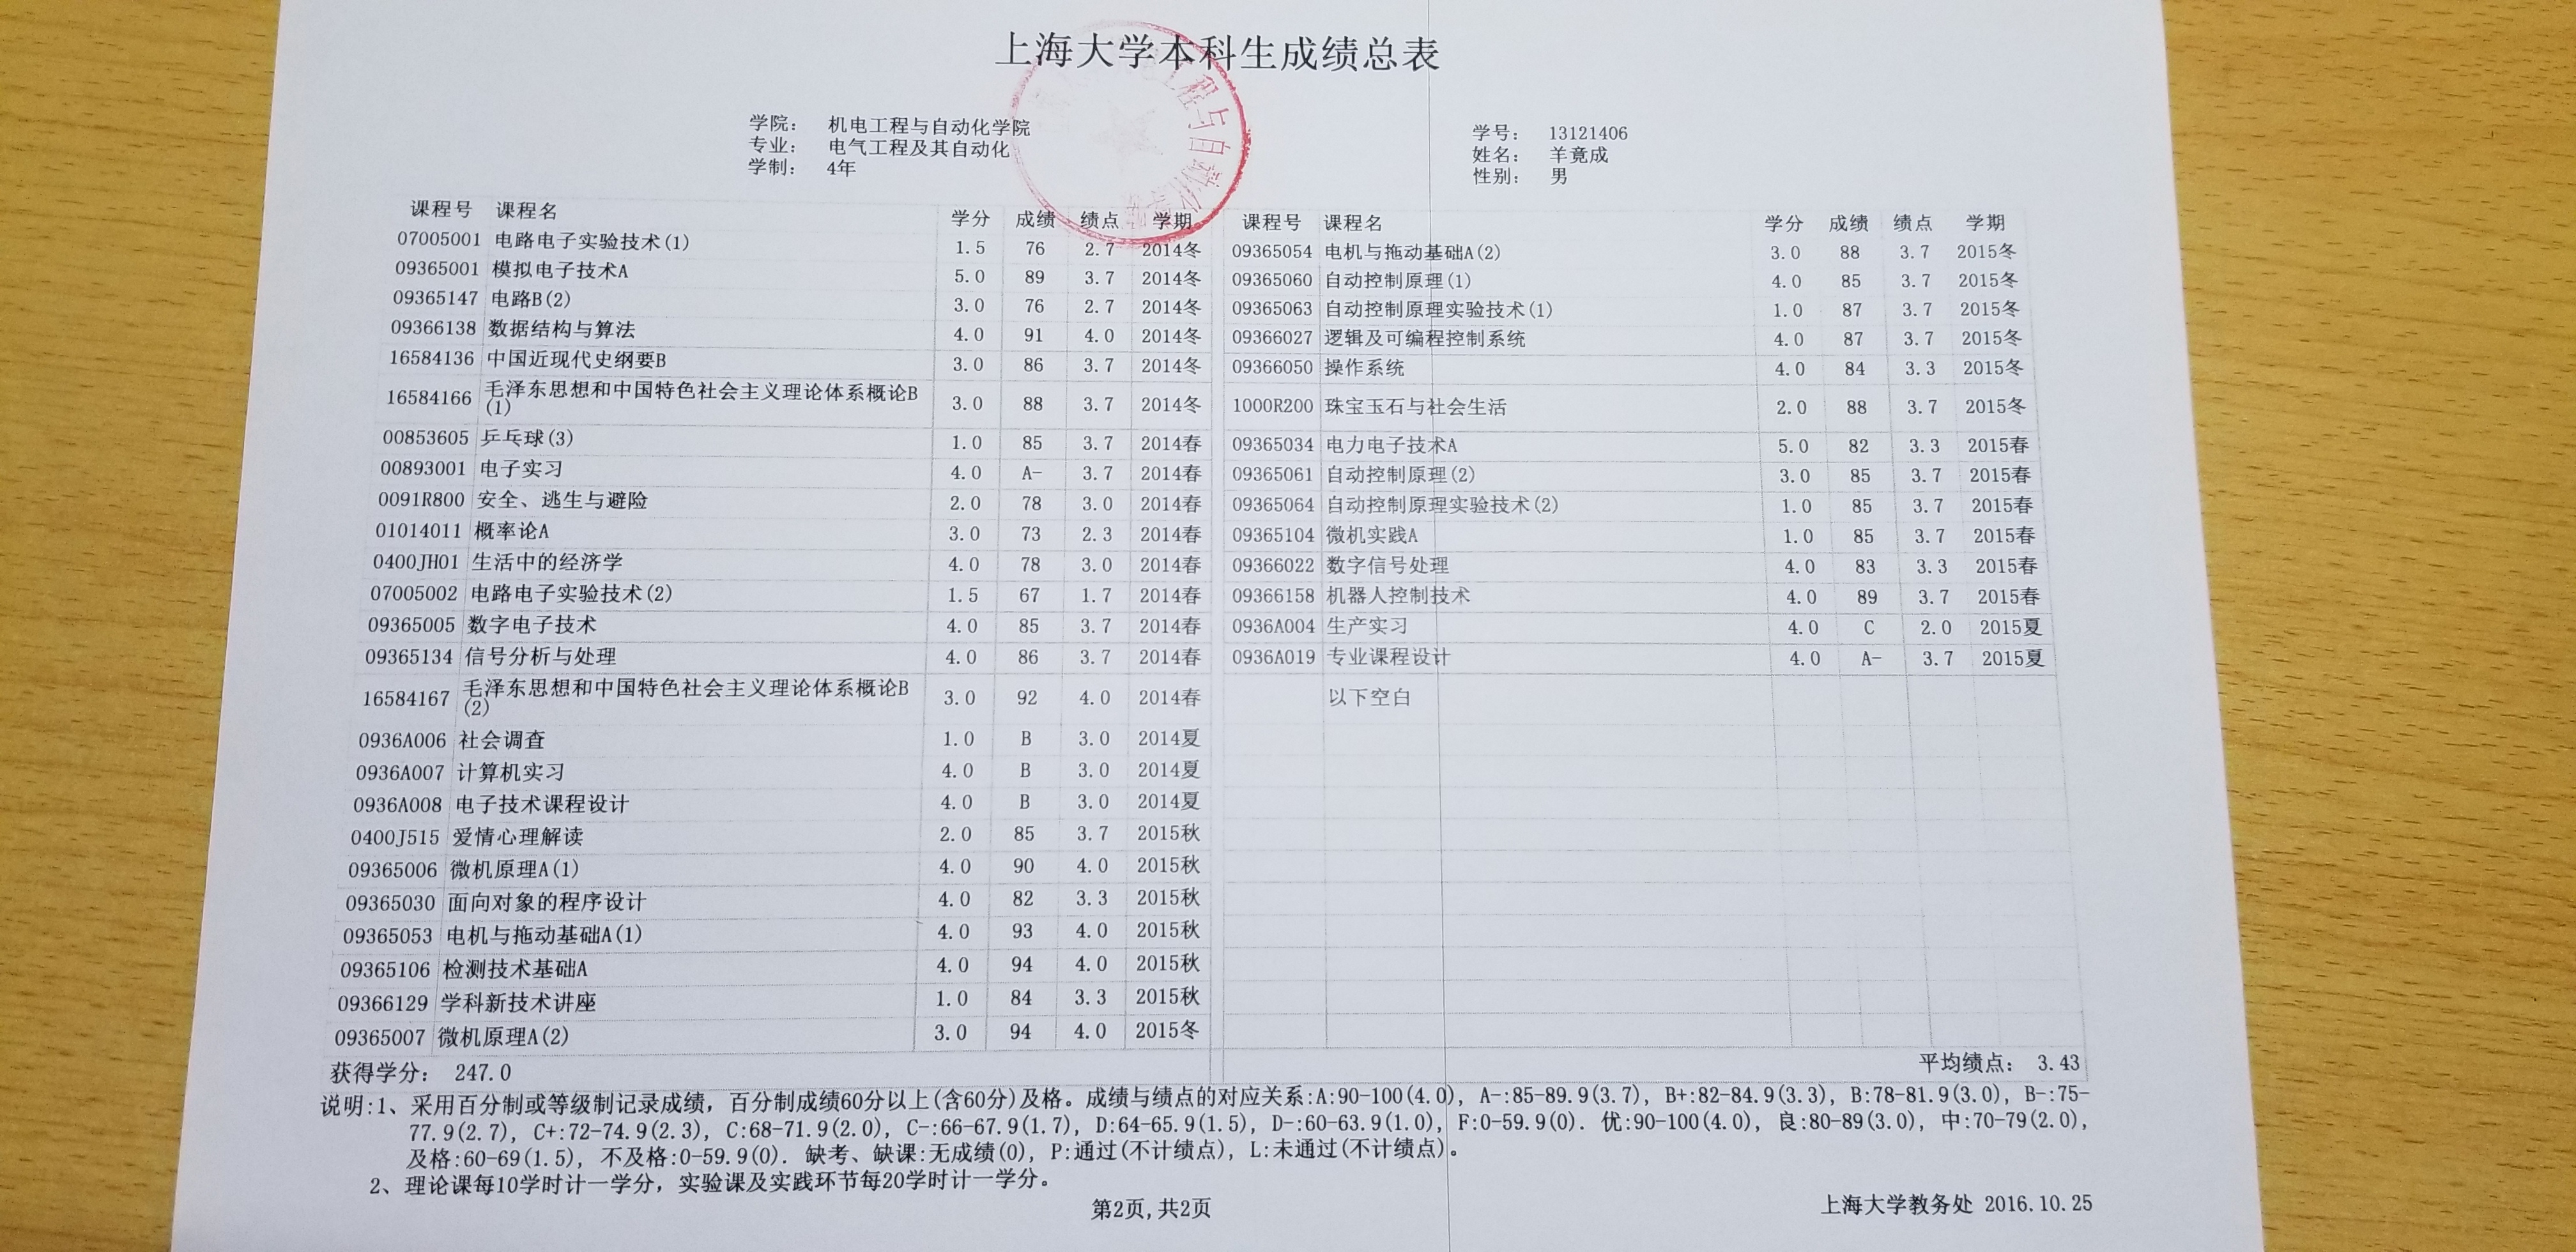 上海大学本科生成绩总表
学院: 机电工程与自动化学院 学号: 13121406
专业: 电气工程及其自动化 姓名: 羊竟成
学制: 4年 性别: 男
课程号 课程名 学分 成绩 绩点 学期 课程号 课程名 学分 成绩 绩点 学期
07005001 电路电子实验技术(1) 1.5 76 2.7 2014冬 09365054 电机与拖动基础A(2) 3.0 88 3.7 2015冬
09365001 模拟电子技术A 5.0 89 3.7 2014冬 09365060 自动控制原理(1) 4.0 85 3.7 2015冬
09365147 电路B(2) 3.0 76 2.7 2014冬 09365063 自动控制原理实验技术(1) 1.0 87 3.7 2015冬
09366138 数据结构与算法 4.0 91 4.0 2014冬 09366027 逻辑及可编程控制系统 4.0 87 3.7 2015冬
16584136 中国近现代史纲要B 3.0 86 3.7 2014冬 09366050 操作系统 4.0 84 3.3 2015冬
16584166 毛泽东思想和中国特色社会主义理论体系概论B(1) 3.0 88 3.7 2014冬 1000R200 珠宝玉石与社会生活 2.0 88 3.7 2015冬
00853605 乒乓球(3) 1.0 85 3.7 2014春 09365034 电力电子技术A 5.0 82 3.3 2015春
00893001 电子实习 4.0 A- 3.7 2014春 09365061 自动控制原理(2) 3.0 85 3.7 2015春
0091R800 安全、逃生与避险 2.0 78 3.0 2014春 09365064 自动控制原理实验技术(2) 1.0 85 3.7 2015春
01014011 概率论A 3.0 73 2.3 2014春 09365104 微机实践A 1.0 85 3.7 2015春
0400JH01 生活中的经济学 4.0 78 3.0 2014春 09366022 数字信号处理 4.0 83 3.3 2015春
07005002 电路电子实验技术(2) 1.5 67 1.7 2014春 09366158 机器人控制技术 4.0 89 3.7 2015春
09365005 数字电子技术 4.0 85 3.7 2014春 0936A004 生产实习 4.0 C 2.0 2015夏
09365134 信号分析与处理 4.0 86 3.7 2014春 0936A019 专业课程设计 4.0 A- 3.7 2015夏
16584167 毛泽东思想和中国特色社会主义理论体系概论B(2) 3.0 92 4.0 2014春 以下空白
0936A006 社会调查 1.0 B 3.0 2014夏
0936A007 计算机实习 4.0 B 3.0 2014夏
0936A008 电子技术课程设计 4.0 B 3.0 2014夏
0400J515 爱情心理解读 2.0 85 3.7 2015秋
09365006 微机原理A(1) 4.0 90 4.0 2015秋
09365030 面向对象的程序设计 4.0 82 3.3 2015秋
09365053 电机与拖动基础A(1) 4.0 93 4.0 2015秋
09365106 检测技术基础A 4.0 94 4.0 2015秋
09366129 学科新技术讲座 1.0 84 3.3 2015秋
09365007 微机原理A(2) 3.0 94 4.0 2015冬
获得学分: 247.0 平均绩点: 3.43
说明:1、采用百分制或等级制记录成绩，百分制成绩60分以上(含60分)及格。成绩与绩点的对应关系:A:90-100(4.0), A-:85-89.9(3.7), B+:82-84.9(3.3), B:78-81.9(3.0), B-:75-
77.9(2.7), C+:72-74.9(2.3), C:68-71.9(2.0), C-:66-67.9(1.7), D:64-65.9(1.5), D-:60-63.9(1.0), F:0-59.9(0). 优:90-100(4.0), 良:80-89(3.0), 中:70-79(2.0),
及格:60-69(1.5), 不及格:0-59.9(0). 缺考、缺课:无成绩(0), P:通过(不计绩点), L:未通过(不计绩点)。
2、理论课每10学时计一学分，实验课及实践环节每20学时计一学分。
第2页,共2页 上海大学教务处 2016.10.25